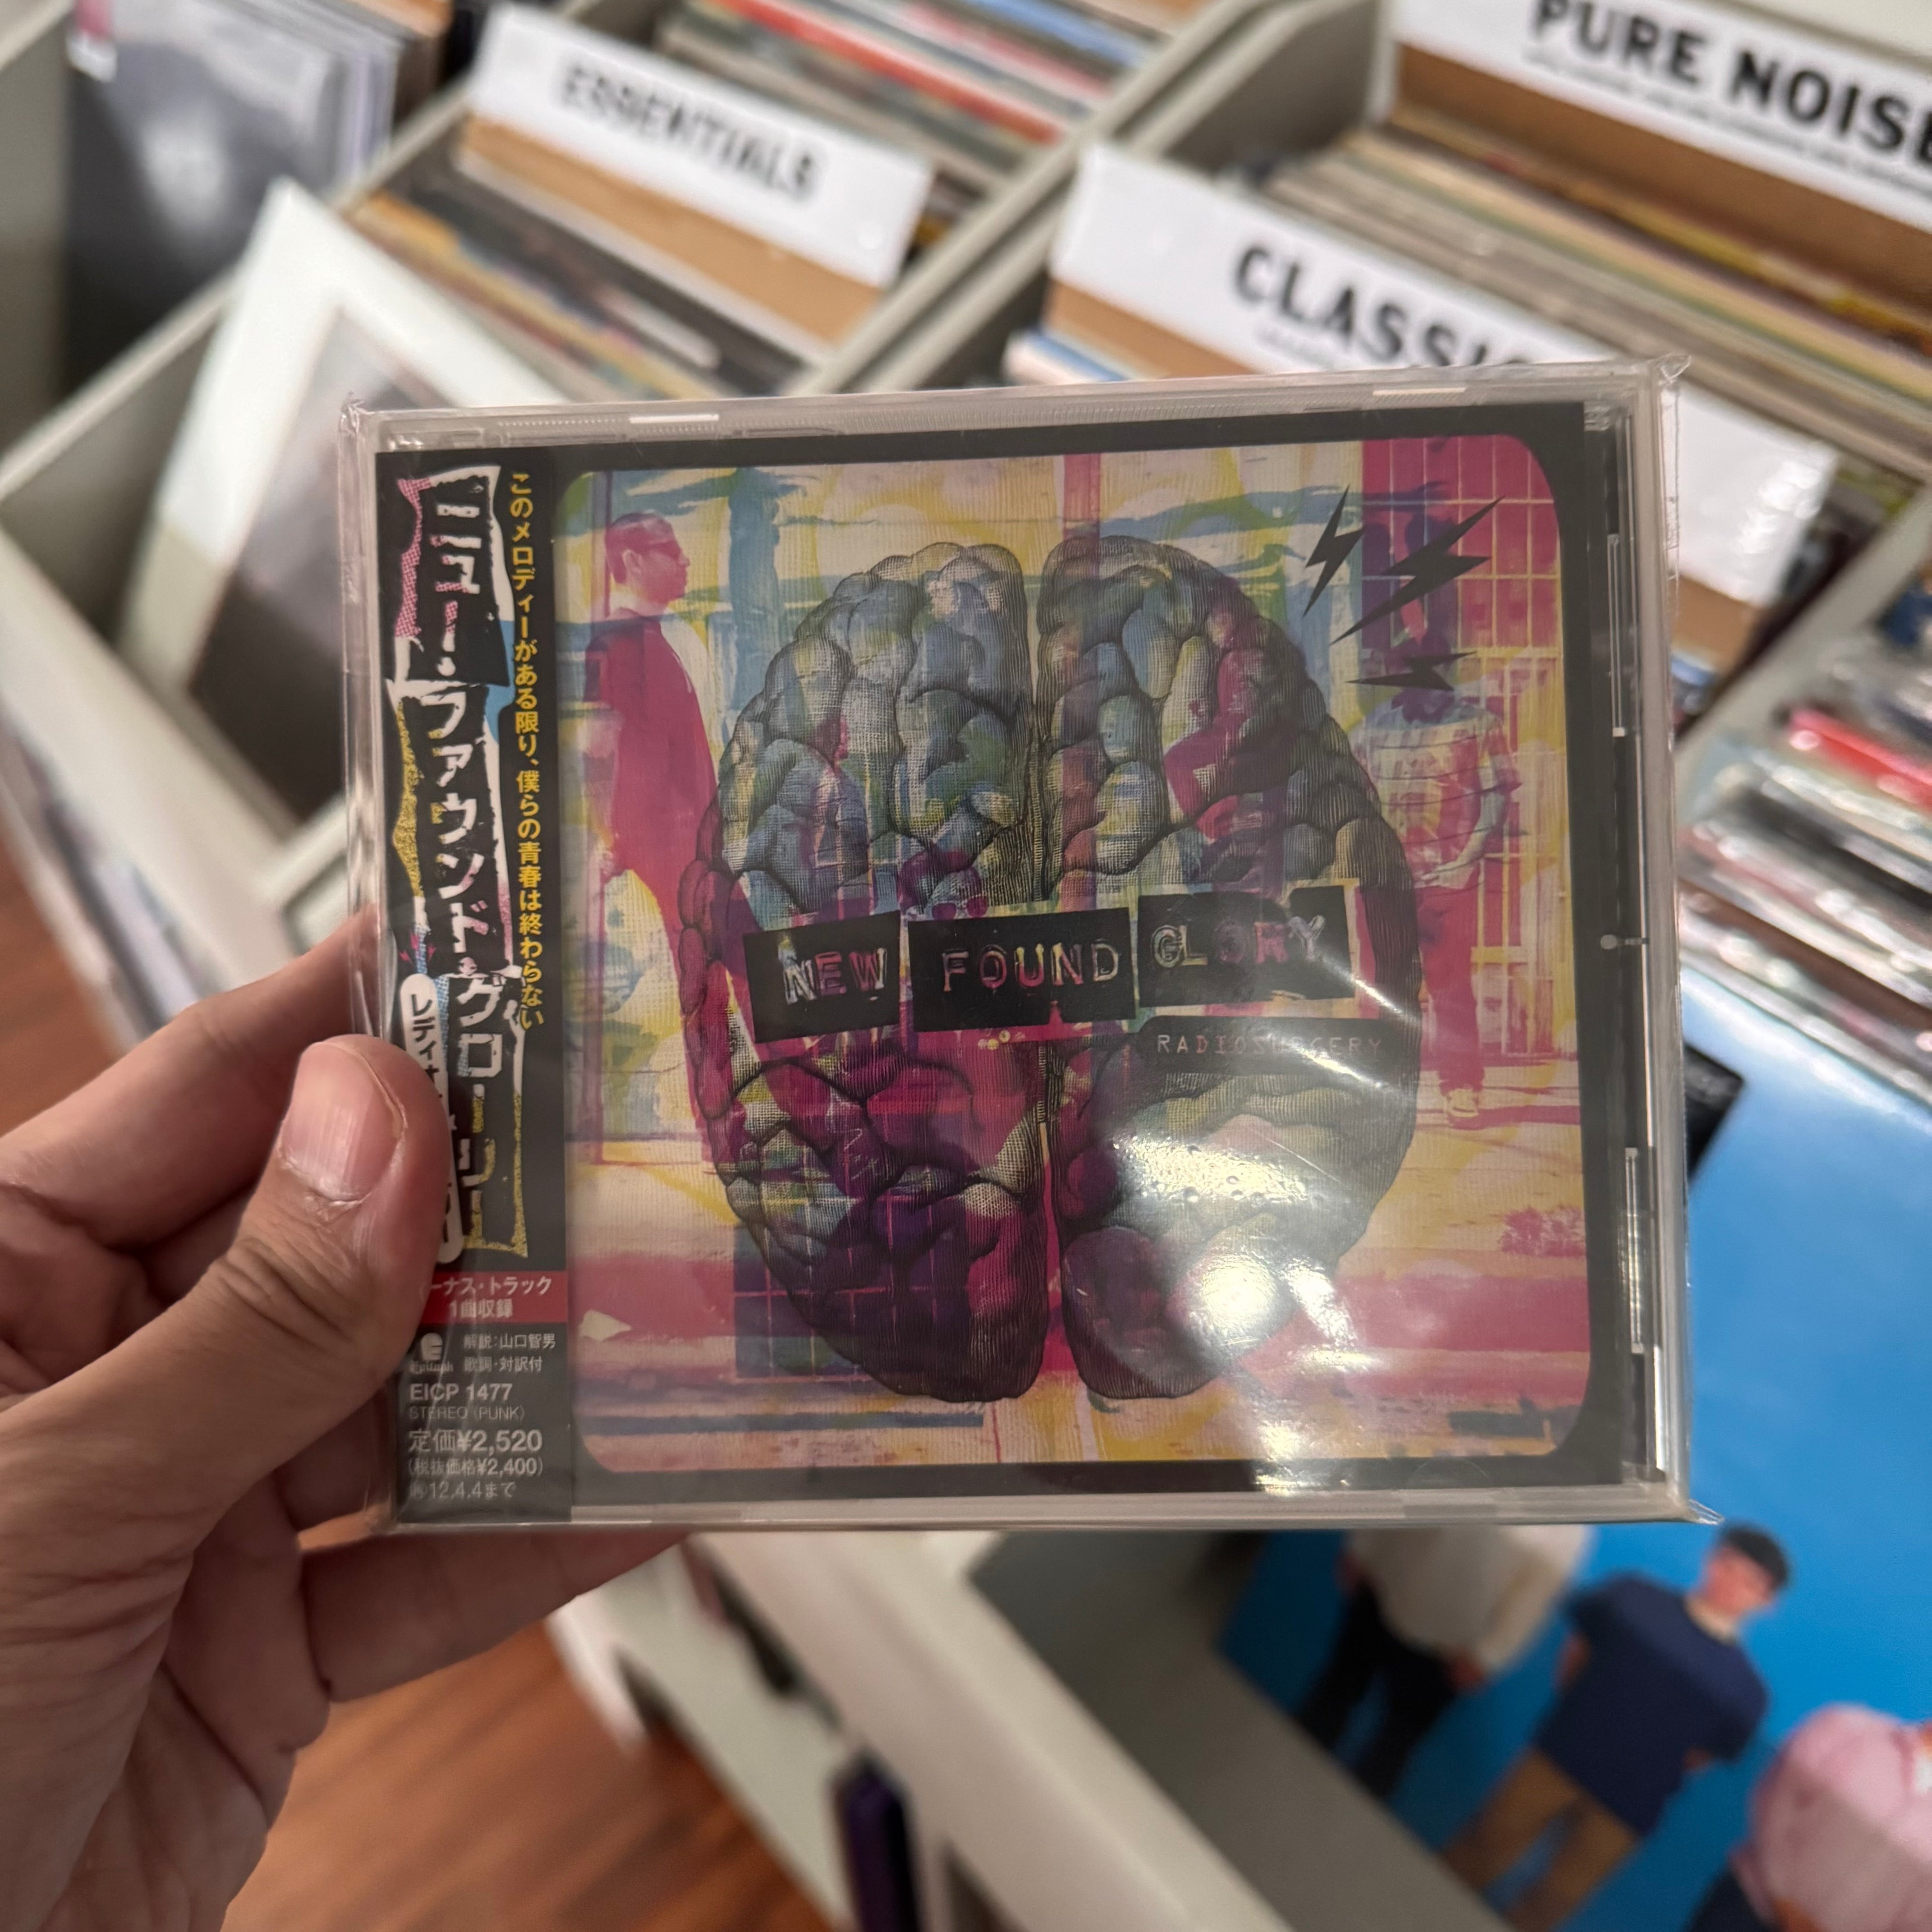 ESSENTIALS
PURE NOISE
CLASSIC
ニュー・ファウンド・グローリー
このメロディーがある限り、僕らの青春は終わらない
NEW FOUND GLORY
RADIOSURGERY
ーナス・トラック
1曲収録
E
Epitaph
解説:山口智男
歌詞・対訳付
EICP 1477
STEREO (PUNK)
定価¥2,520
(税抜価格¥2,400)
12.4.4まで